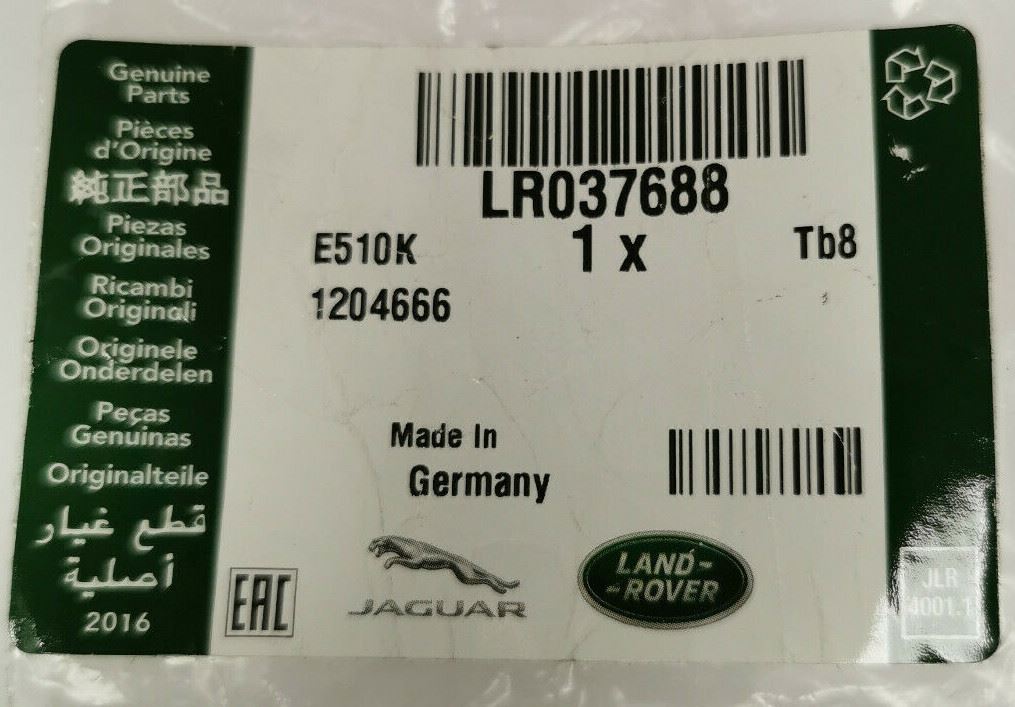 Genuine
Parts
Pièces
d'Origine
純正部品
Piezas
Originales
Ricambi
Originali
Originele
Onderdelen
Peças
Genuinas
Originalteile
قطع غيار
أصلية
2016
LR037688
E510K
1 x
Tb8
1204666
Made In
Germany
EAC
JAGUAR
LAND-
-ROVER
JLR
4001.1